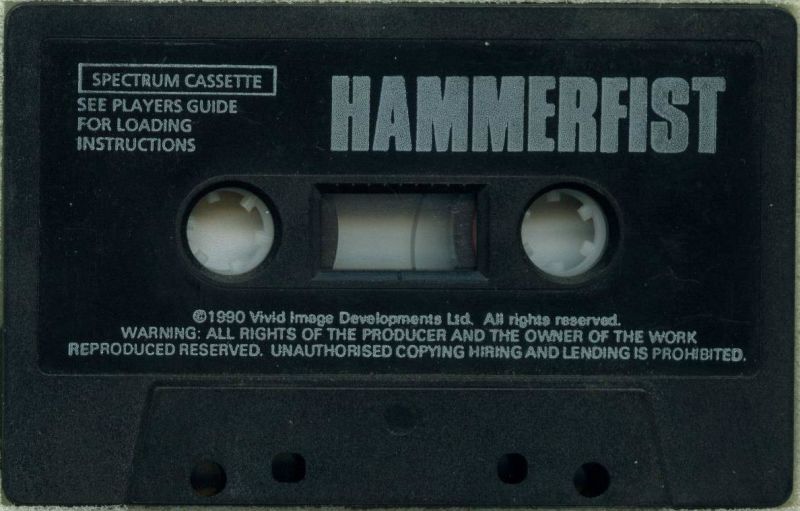 SPECTRUM CASSETTE
SEE PLAYERS GUIDE
FOR LOADING
INSTRUCTIONS
HAMMERFIST
©1990 Vivid Image Developments Ltd. All rights reserved.
WARNING: ALL RIGHTS OF THE PRODUCER AND THE OWNER OF THE WORK
REPRODUCED RESERVED. UNAUTHORISED COPYING HIRING AND LENDING IS PROHIBITED.